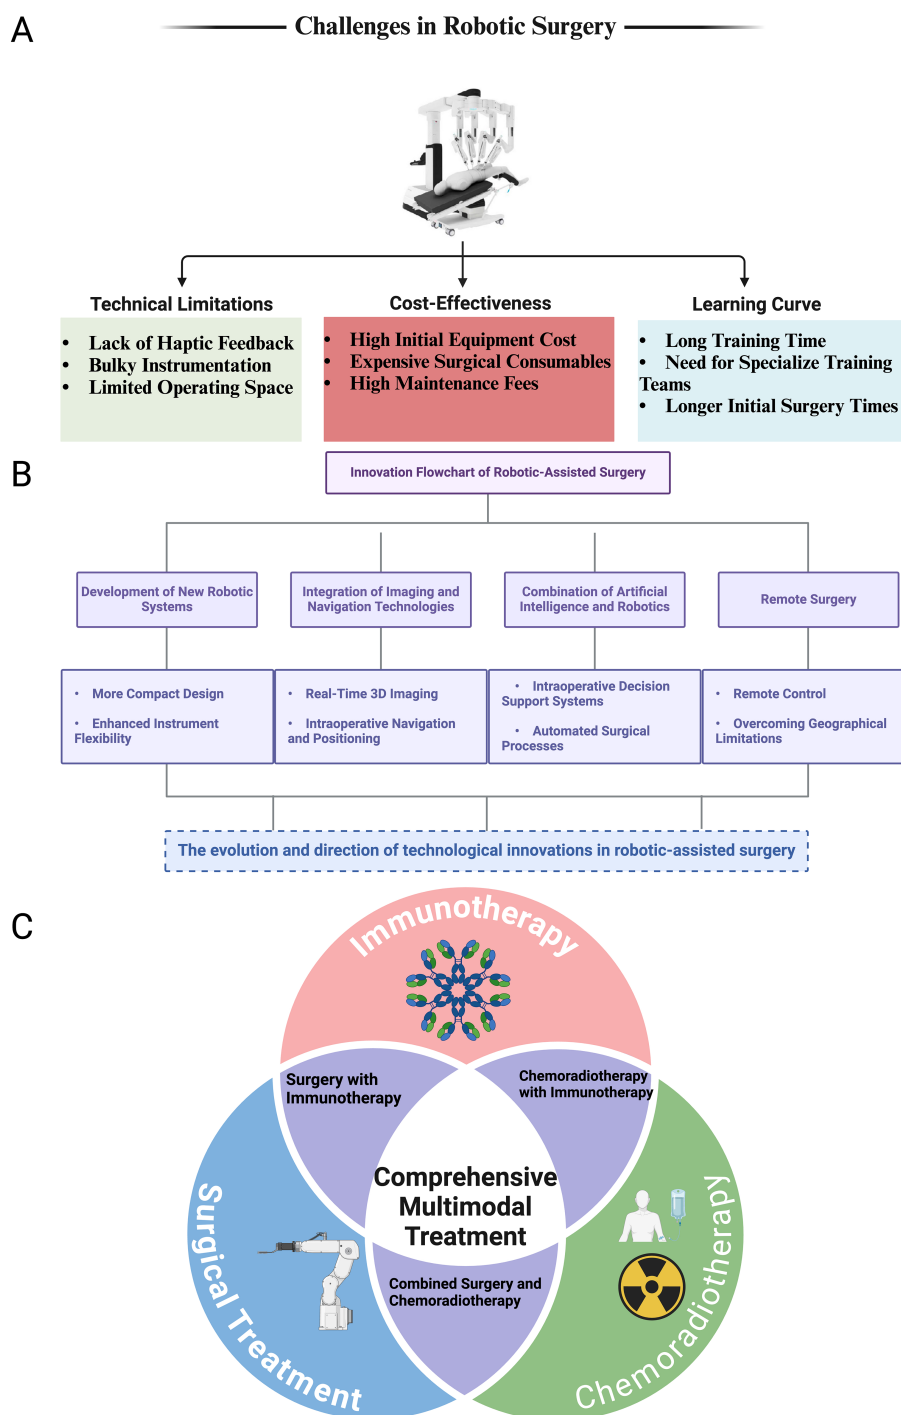 A
Challenges in Robotic Surgery
Technical Limitations
• Lack of Haptic Feedback
• Bulky Instrumentation
• Limited Operating Space
Cost-Effectiveness
• High Initial Equipment Cost
• Expensive Surgical Consumables
• High Maintenance Fees
Learning Curve
• Long Training Time
• Need for Specialize Training
Teams
• Longer Initial Surgery Times
B
Innovation Flowchart of Robotic-Assisted Surgery
Development of New Robotic
Systems
Integration of Imaging and
Navigation Technologies
Combination of Artificial
Intelligence and Robotics
Remote Surgery
• More Compact Design
• Enhanced Instrument
Flexibility
• Real-Time 3D Imaging
• Intraoperative Navigation
and Positioning
• Intraoperative Decision
Support Systems
• Automated Surgical
Processes
• Remote Control
• Overcoming Geographical
Limitations
The evolution and direction of technological innovations in robotic-assisted surgery
C
Immunotherapy
Surgery with
Immunotherapy
Chemoradiotherapy
with Immunotherapy
Comprehensive
Multimodal
Treatment
Surgical Treatment
Chemoradiotherapy
Combined Surgery and
Chemoradiotherapy